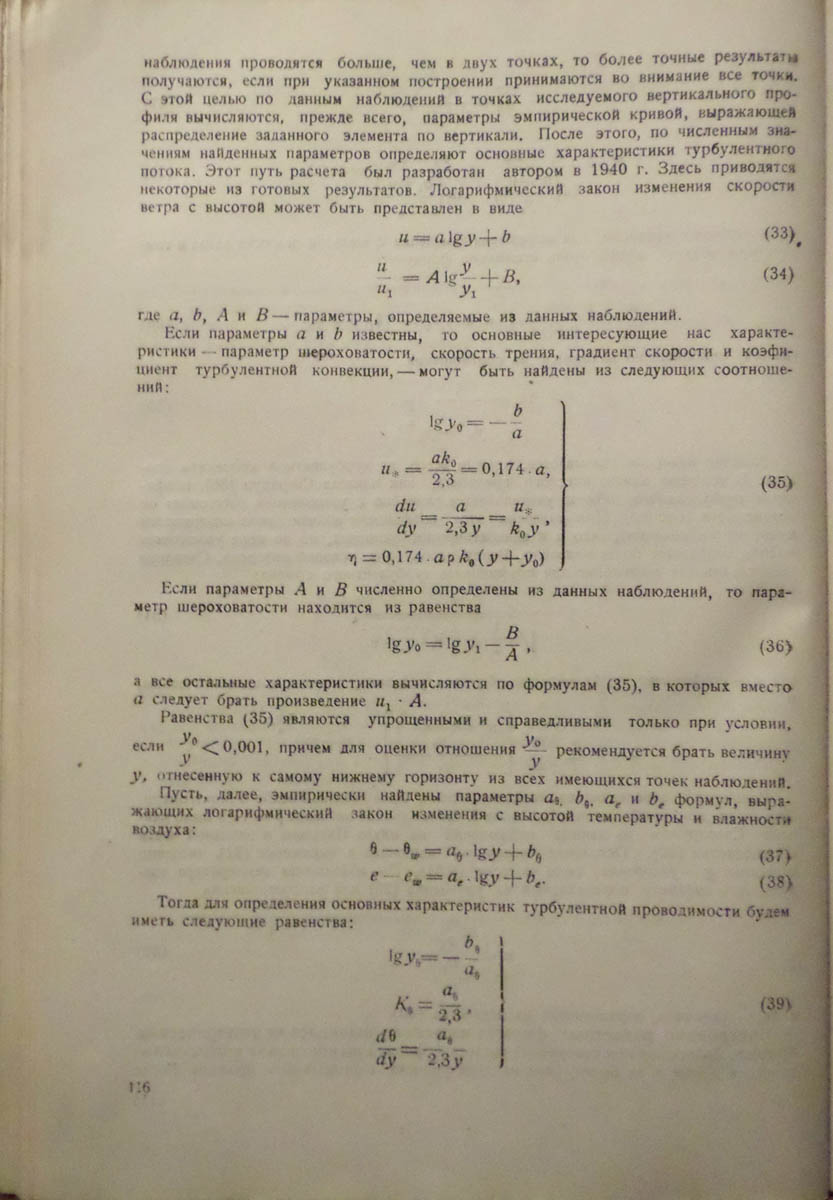 наблюдения проводятся больше, чем в двух точках, то более точные результаты
получаются, если при указанном построении принимаются во внимание все точки.
С этой целью по данным наблюдений в точках исследуемого вертикального про-
филя вычисляются, прежде всего, параметры эмпирической кривой, выражающей
распределение заданного элемента по вертикали. После этого, по численным зна-
чениям найденных параметров определяют основные характеристики турбулентного
потока. Этот путь расчета был разработан автором в 1940 г. Здесь приводятся
некоторые из готовых результатов. Логарифмический закон изменения скорости
ветра с высотой может быть представлен в виде
u = a lg y + b (33),
u/u₁ = A lg y/y₁ + B, (34)
где a, b, A и B — параметры, определяемые из данных наблюдений.
Если параметры a и b известны, то основные интересующие нас характе-
ристики — параметр шероховатости, скорость трения, градиент скорости и коэфи-
циент турбулентной конвекции, — могут быть найдены из следующих соотноше-
ний:
lg y₀ = — b/a
u* = ak₀/2,3 = 0,174 . a,
du/dy = a/2,3 y = u*/k₀y ,
(35)
η = 0,174 . a ρ k₀ (y + y₀)
Если параметры A и B численно определены из данных наблюдений, то пара-
метр шероховатости находится из равенства
lg y₀ = lg y₁ — B/A , (36)
а все остальные характеристики вычисляются по формулам (35), в которых вместо
a следует брать произведение u₁ · A.
Равенства (35) являются упрощенными и справедливыми только при условии,
если y₀/y < 0,001, причем для оценки отношения y₀/y рекомендуется брать величину
y, отнесенную к самому нижнему горизонту из всех имеющихся точек наблюдений.
Пусть, далее, эмпирически найдены параметры a_θ, b_θ, a_e и b_e формул, выра-
жающих логарифмический закон изменения с высотой температуры и влажности
воздуха:
θ — θ_w = a_θ . lg y + b_θ (37)
e — e_w = a_e . lg y + b_e. (38)
Тогда для определения основных характеристик турбулентной проводимости будем
иметь следующие равенства:
lg y_θ = — b_θ/a_θ
K_θ = a_θ/2,3 , (39)
dθ/dy = a_θ/2,3 y
116